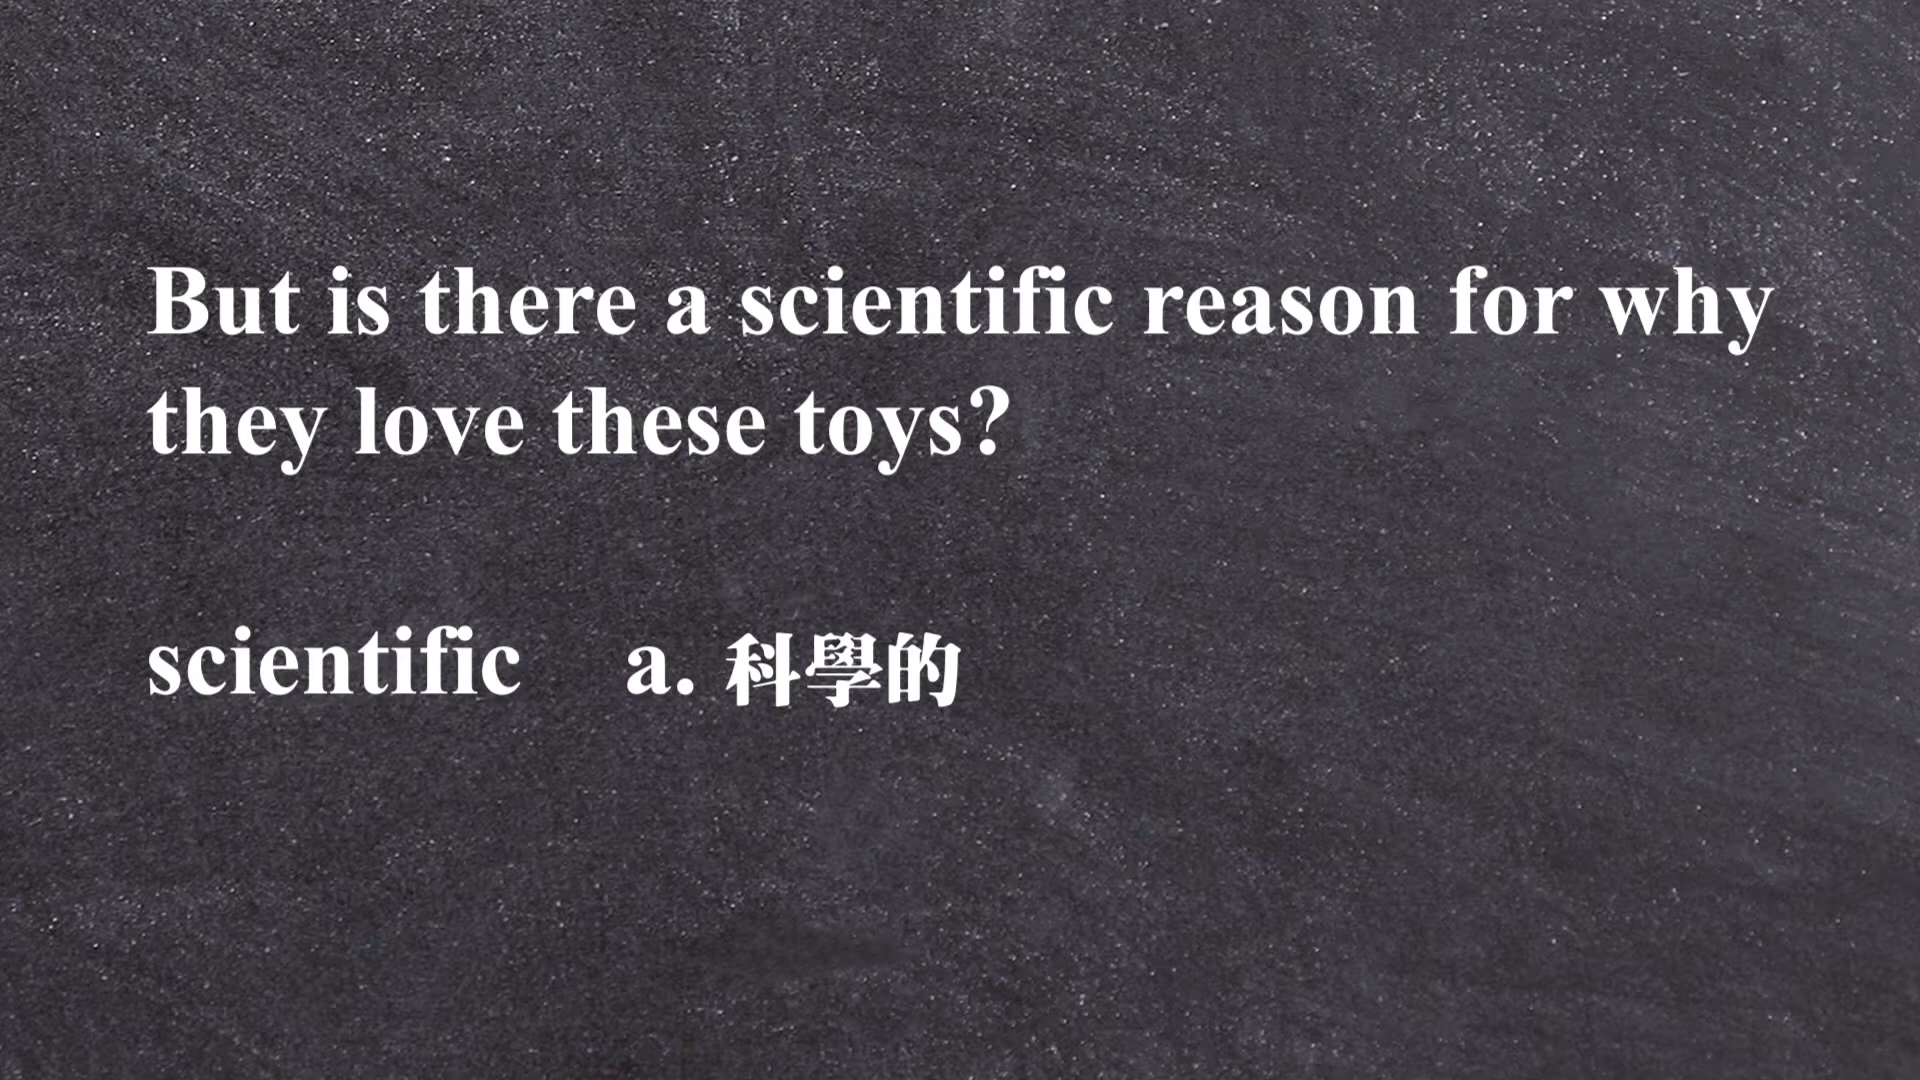 But is there a scientific reason for why
they love these toys?
scientific a. 科學的